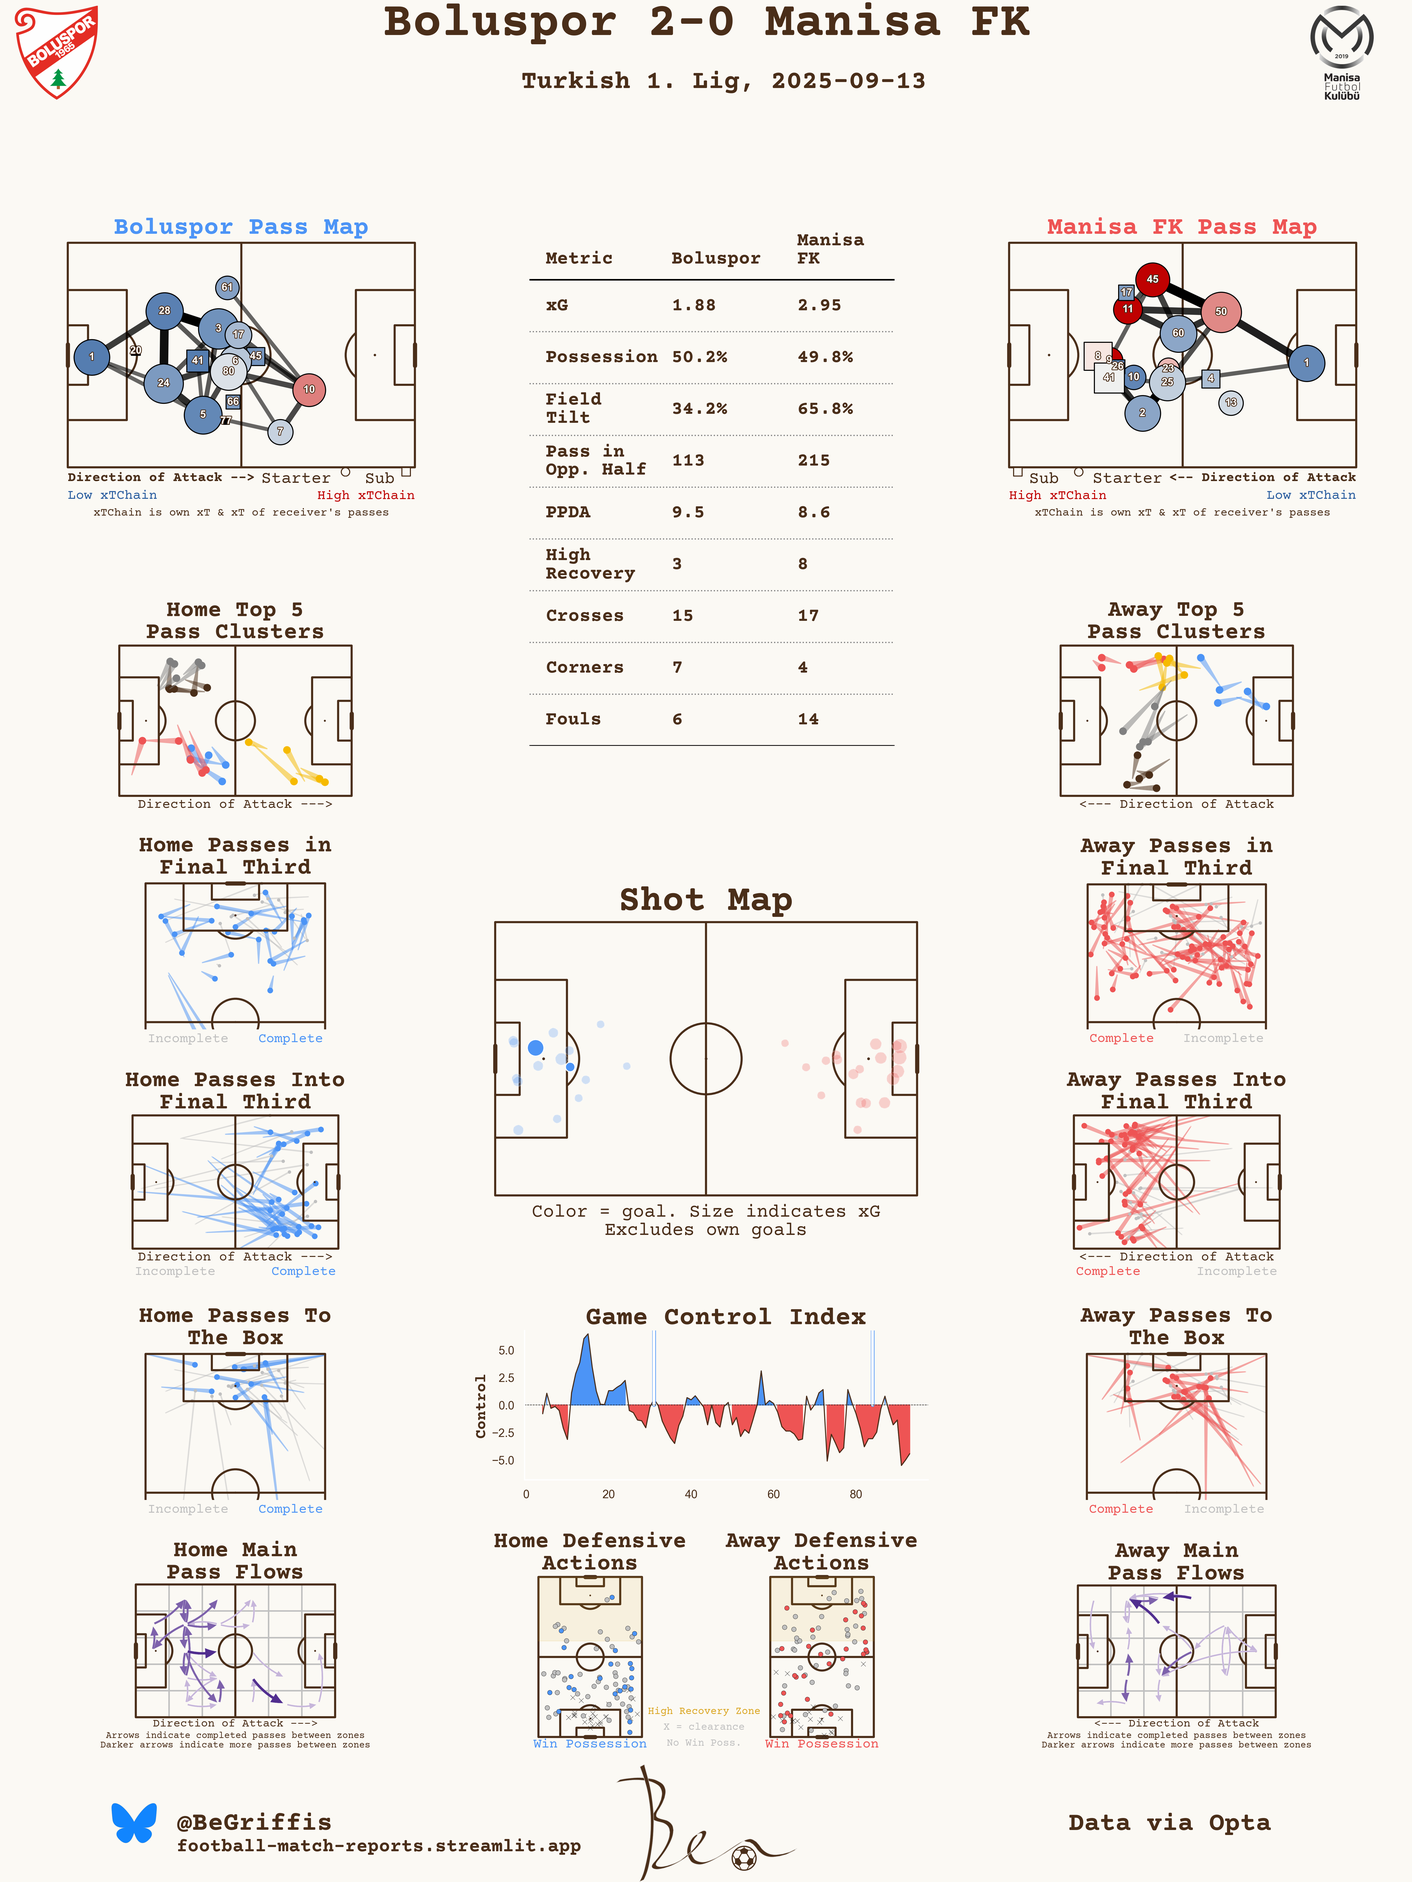 Boluspor 2-0 Manisa FK
Turkish 1. Lig, 2025-09-13
BOLUSPOR
1965
2019
Manisa
Futbol
Kulübü
Boluspor Pass Map
61
28
3
17
20
1
41
6
45
80
24
10
66
5
77
7
Direction of Attack --> Starter Sub
Low xTChain High xTChain
xTChain is own xT & xT of receiver's passes
Metric Boluspor Manisa FK
xG 1.88 2.95
Possession 50.2% 49.8%
Field Tilt 34.2% 65.8%
Pass in Opp. Half 113 215
PPDA 9.5 8.6
High Recovery 3 8
Crosses 15 17
Corners 7 4
Fouls 6 14
Manisa FK Pass Map
45
17
11
50
60
8
9
26
23
1
41
10
25
4
13
2
Sub Starter <-- Direction of Attack
High xTChain Low xTChain
xTChain is own xT & xT of receiver's passes
Home Top 5
Pass Clusters
Direction of Attack --->
Away Top 5
Pass Clusters
<--- Direction of Attack
Home Passes in
Final Third
Incomplete Complete
Away Passes in
Final Third
Complete Incomplete
Shot Map
Color = goal. Size indicates xG
Excludes own goals
Home Passes Into
Final Third
Direction of Attack --->
Incomplete Complete
Away Passes Into
Final Third
<--- Direction of Attack
Complete Incomplete
Home Passes To
The Box
Incomplete Complete
Game Control Index
Control
5.0
2.5
0.0
−2.5
−5.0
0 20 40 60 80
Away Passes To
The Box
Complete Incomplete
Home Main
Pass Flows
Direction of Attack --->
Arrows indicate completed passes between zones
Darker arrows indicate more passes between zones
Home Defensive
Actions
Win Possession
High Recovery Zone
X = clearance
No Win Poss.
Away Defensive
Actions
Win Possession
Away Main
Pass Flows
<--- Direction of Attack
Arrows indicate completed passes between zones
Darker arrows indicate more passes between zones
@BeGriffis
football-match-reports.streamlit.app
Ben
Data via Opta